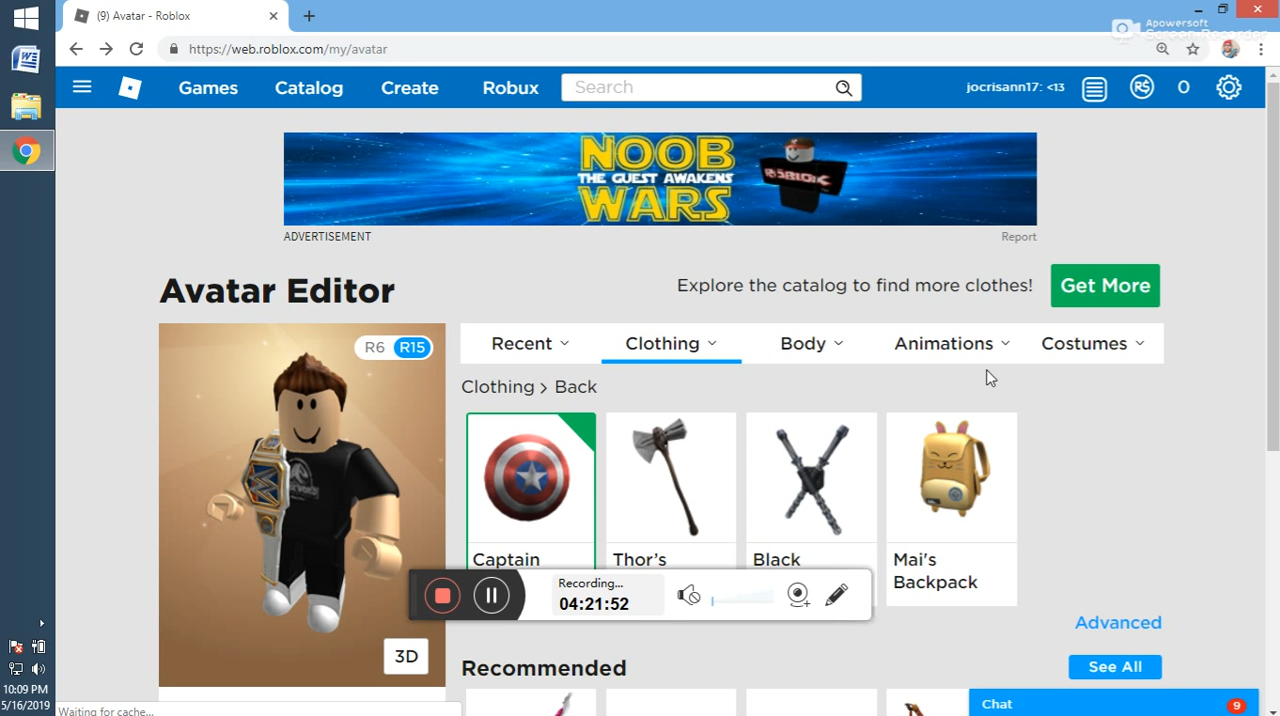 (9) Avatar - Roblox
Apowersoft
Screen Recorder
https://web.roblox.com/my/avatar
Games
Catalog
Create
Robux
Search
jocrisann17: <13
R$
0
NOOB
THE GUEST AWAKENS
WARS
ROBLOX
ADVERTISEMENT
Report
Avatar Editor
Explore the catalog to find more clothes!
Get More
R6
R15
Recent
Clothing
Body
Animations
Costumes
Clothing > Back
Captain
Thor's
Black
Mai's
Backpack
Recording...
04:21:52
3D
Advanced
Recommended
See All
Chat
9
10:09 PM
5/16/2019
Waiting for cache...